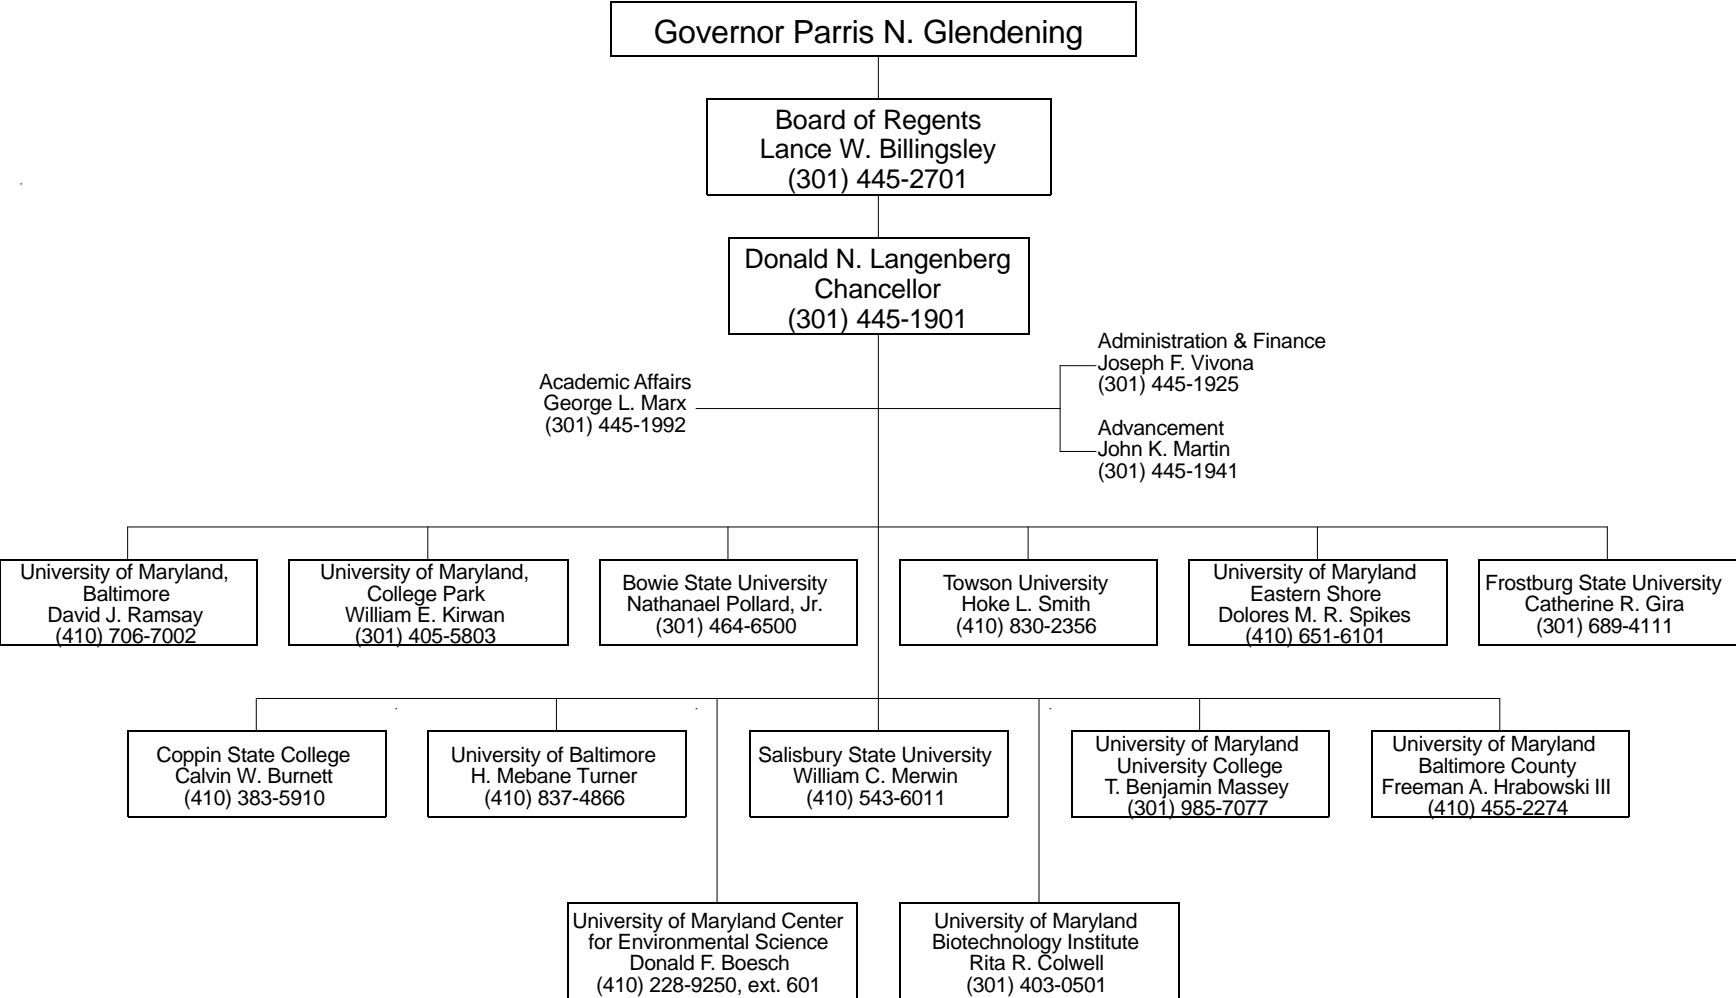 Governor Parris N. Glendening
Board of Regents
Lance W. Billingsley
(301) 445-2701
Donald N. Langenberg
Chancellor
(301) 445-1901
Academic Affairs
George L. Marx
(301) 445-1992
Administration & Finance
Joseph F. Vivona
(301) 445-1925
Advancement
John K. Martin
(301) 445-1941
University of Maryland,
Baltimore
David J. Ramsay
(410) 706-7002
University of Maryland,
College Park
William E. Kirwan
(301) 405-5803
Bowie State University
Nathanael Pollard, Jr.
(301) 464-6500
Towson University
Hoke L. Smith
(410) 830-2356
University of Maryland
Eastern Shore
Dolores M. R. Spikes
(410) 651-6101
Frostburg State University
Catherine R. Gira
(301) 689-4111
Coppin State College
Calvin W. Burnett
(410) 383-5910
University of Baltimore
H. Mebane Turner
(410) 837-4866
Salisbury State University
William C. Merwin
(410) 543-6011
University of Maryland
University College
T. Benjamin Massey
(301) 985-7077
University of Maryland
Baltimore County
Freeman A. Hrabowski III
(410) 455-2274
University of Maryland Center
for Environmental Science
Donald F. Boesch
(410) 228-9250, ext. 601
University of Maryland
Biotechnology Institute
Rita R. Colwell
(301) 403-0501